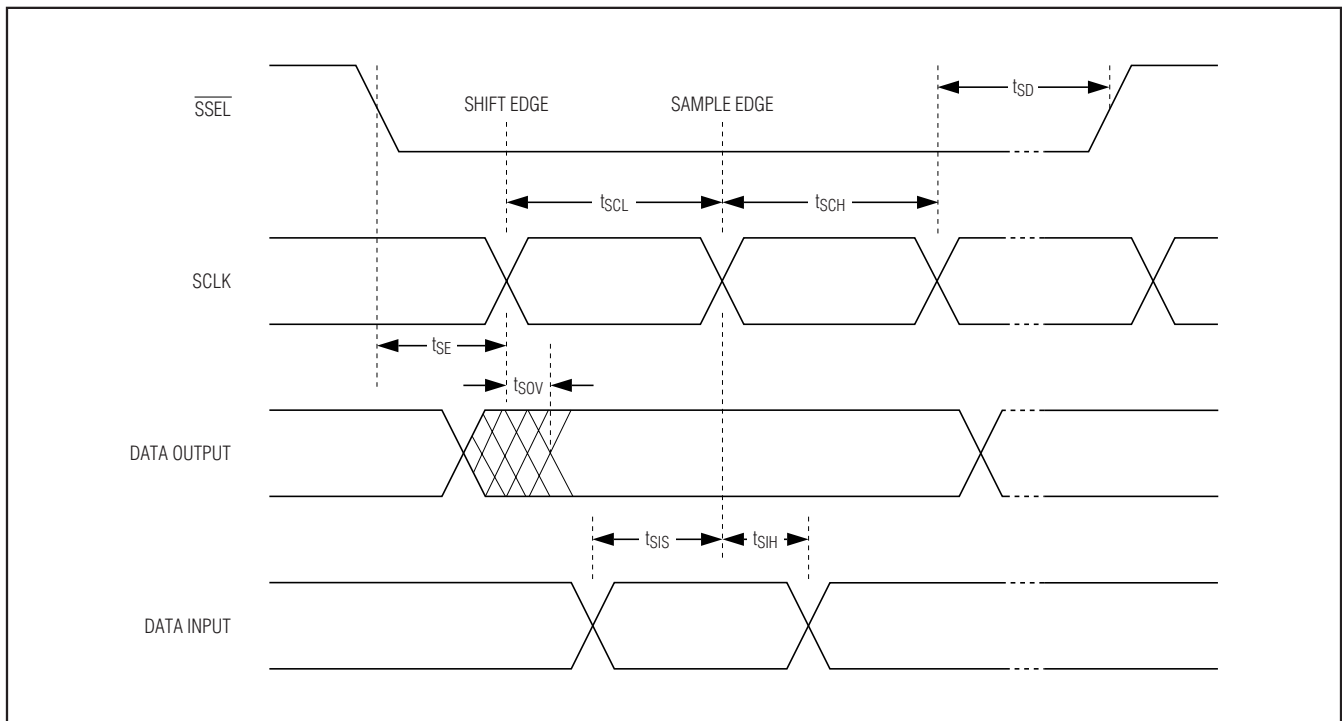 SSEL
SHIFT EDGE
SAMPLE EDGE
tSD
tSCL
tSCH
SCLK
tSE
tSOV
DATA OUTPUT
tSIS
tSIH
DATA INPUT